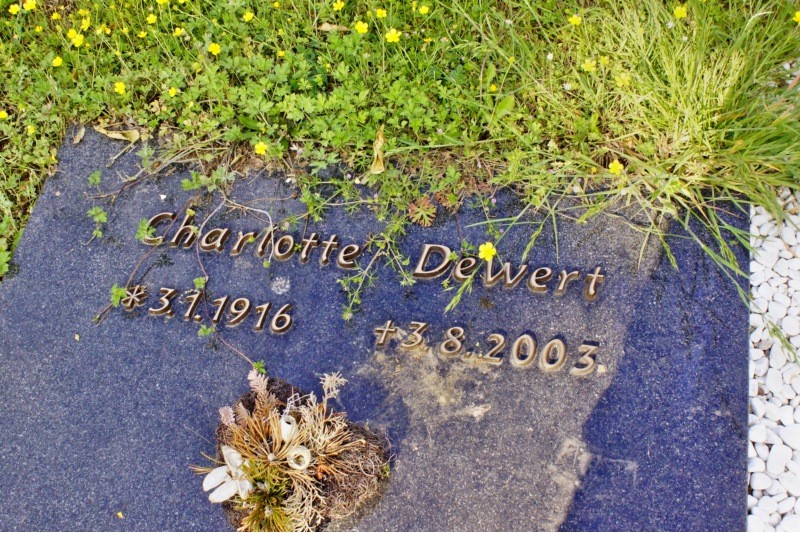 Charlotte Dewert
* 3.1.1916
+ 3.8.2003